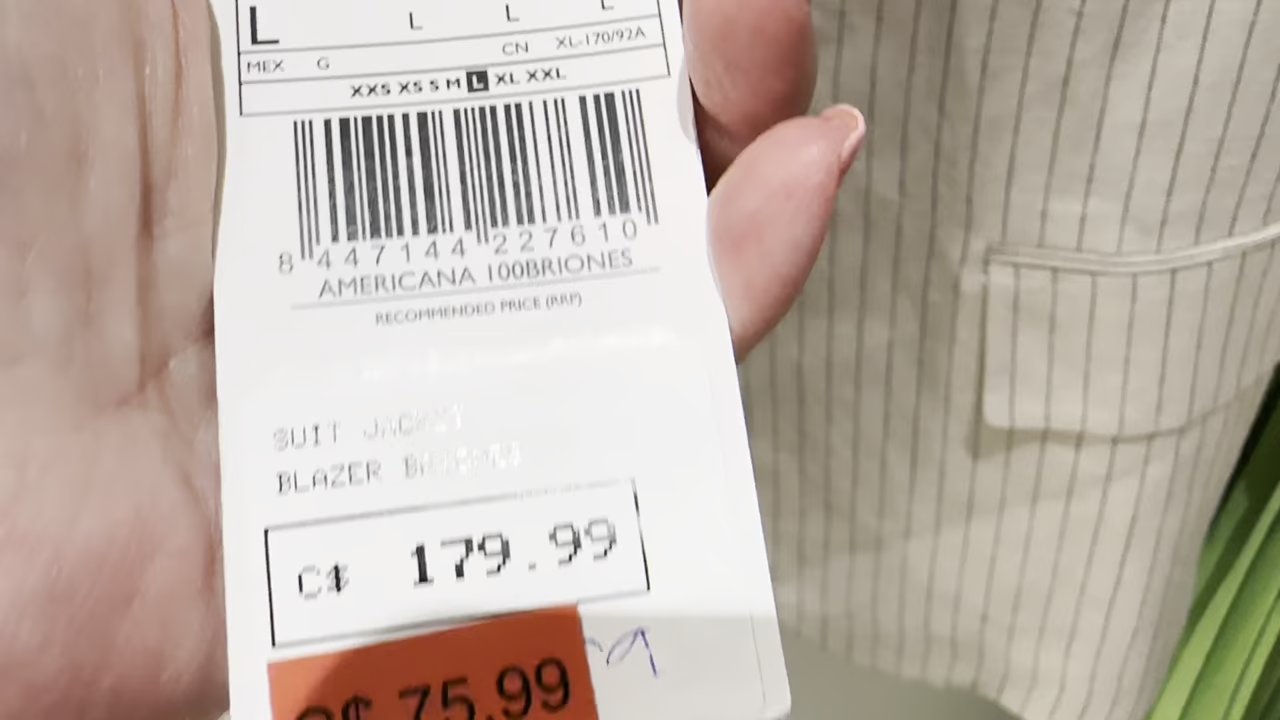 L L L L
MEX G CN XL-170/92A
XXS XS S M L XL XXL
8 447144 227610
AMERICANA 100BRIONES
RECOMMENDED PRICE (RRP)
SUIT JACKET
BLAZER
C$ 179.99
C$ 75.99